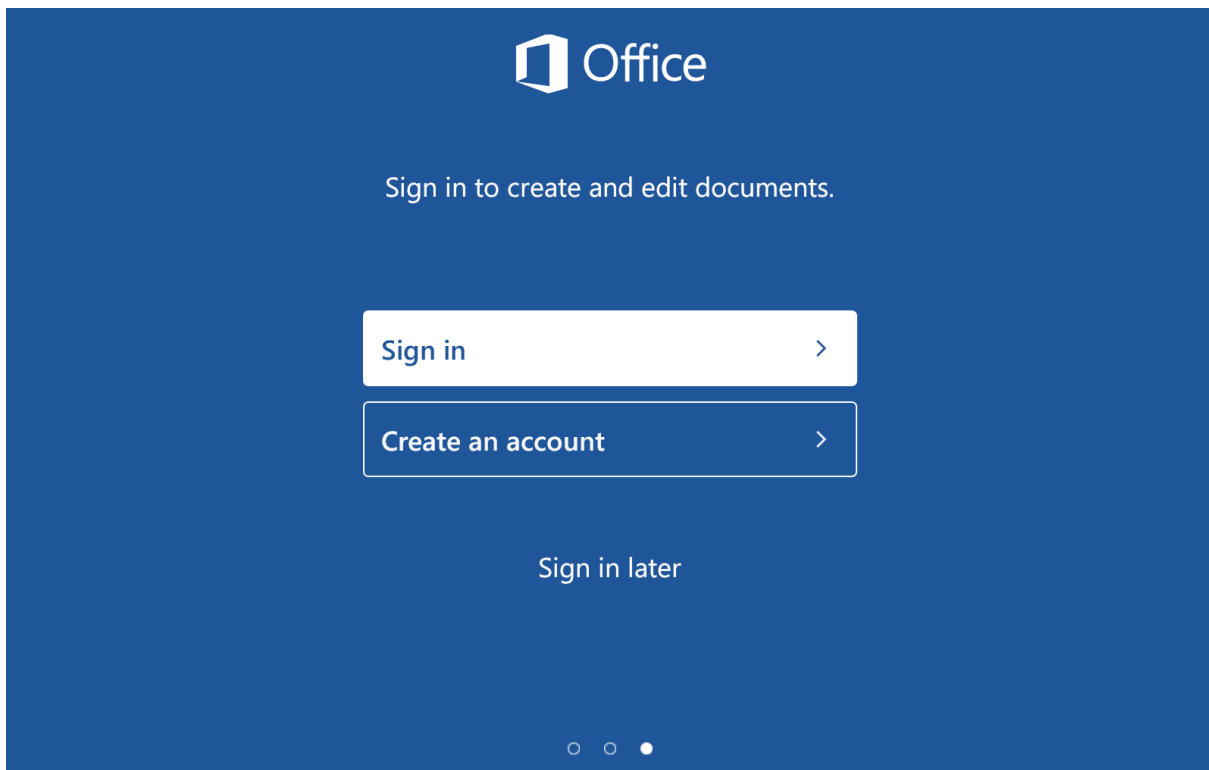 Office
Sign in to create and edit documents.
Sign in
Create an account
Sign in later